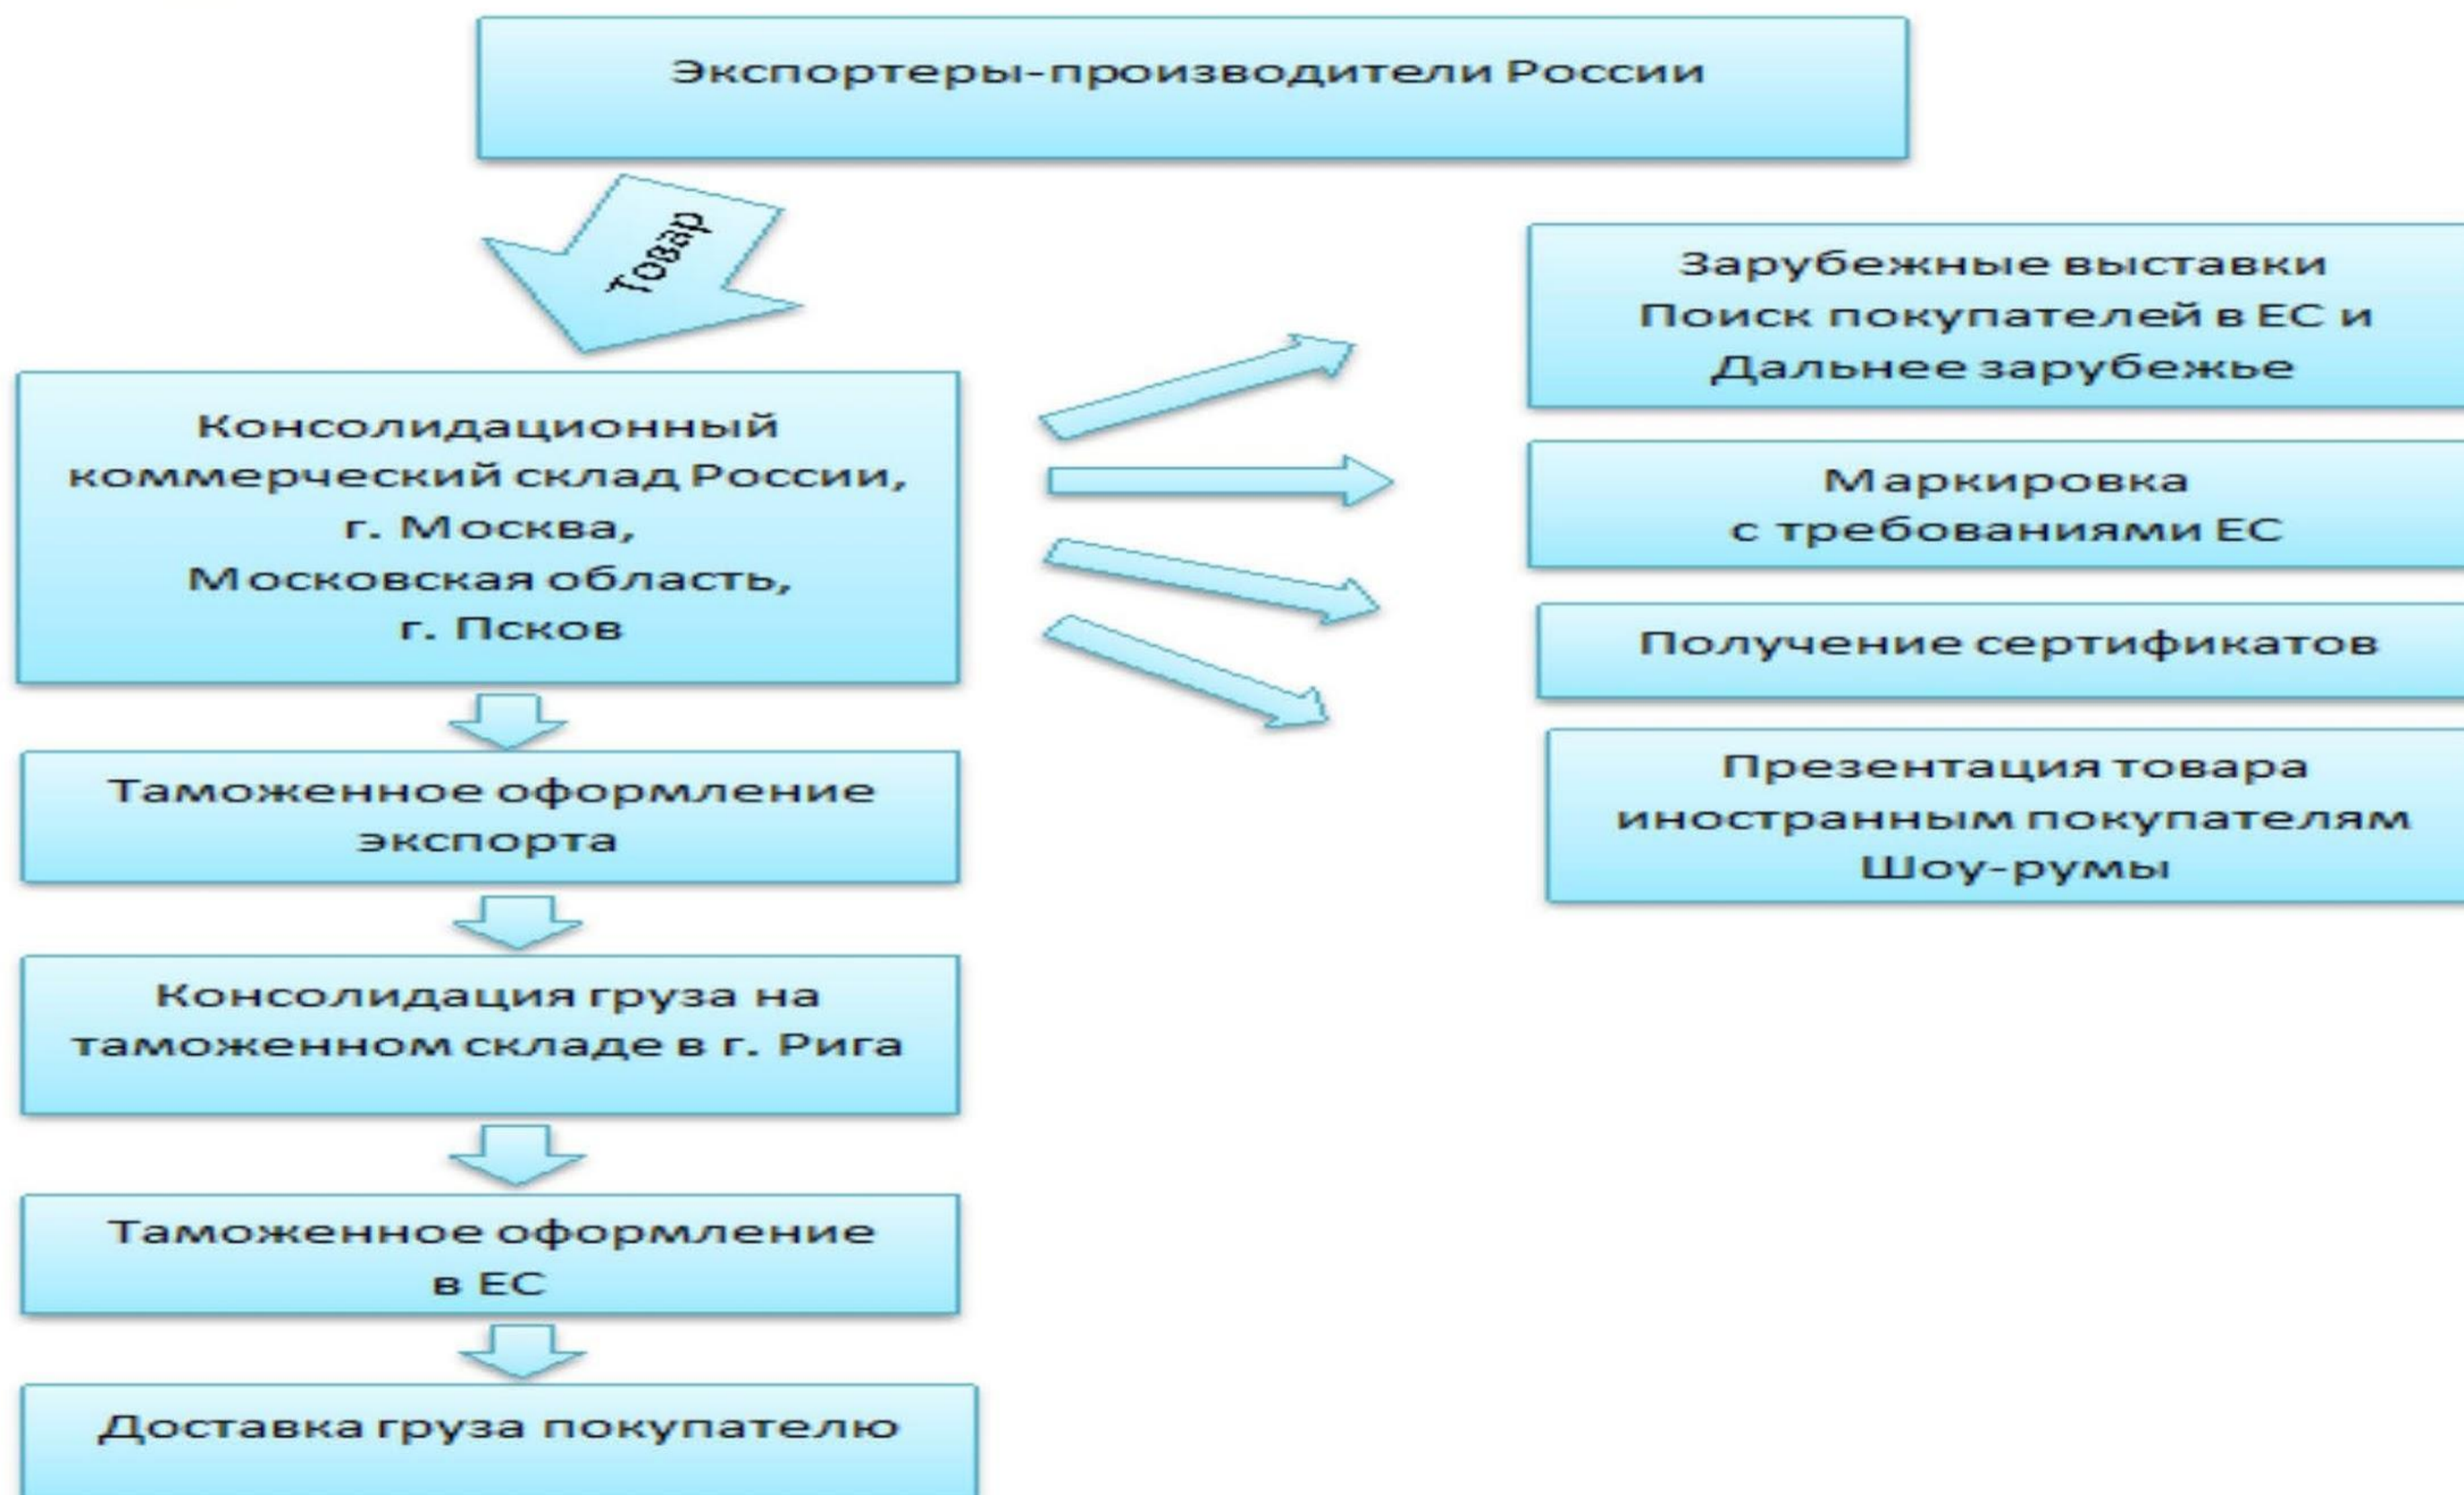 Экспортеры-производители России
Товар
Консолидационный
коммерческий склад России,
г. Москва,
Московская область,
г. Псков
Зарубежные выставки
Поиск покупателей в ЕС и
Дальнее зарубежье
Маркировка
с требованиями ЕС
Получение сертификатов
Презентация товара
иностранным покупателям
Шоу-румы
Таможенное оформление
экспорта
Консолидация груза на
таможенном складе в г. Рига
Таможенное оформление
в ЕС
Доставка груза покупателю